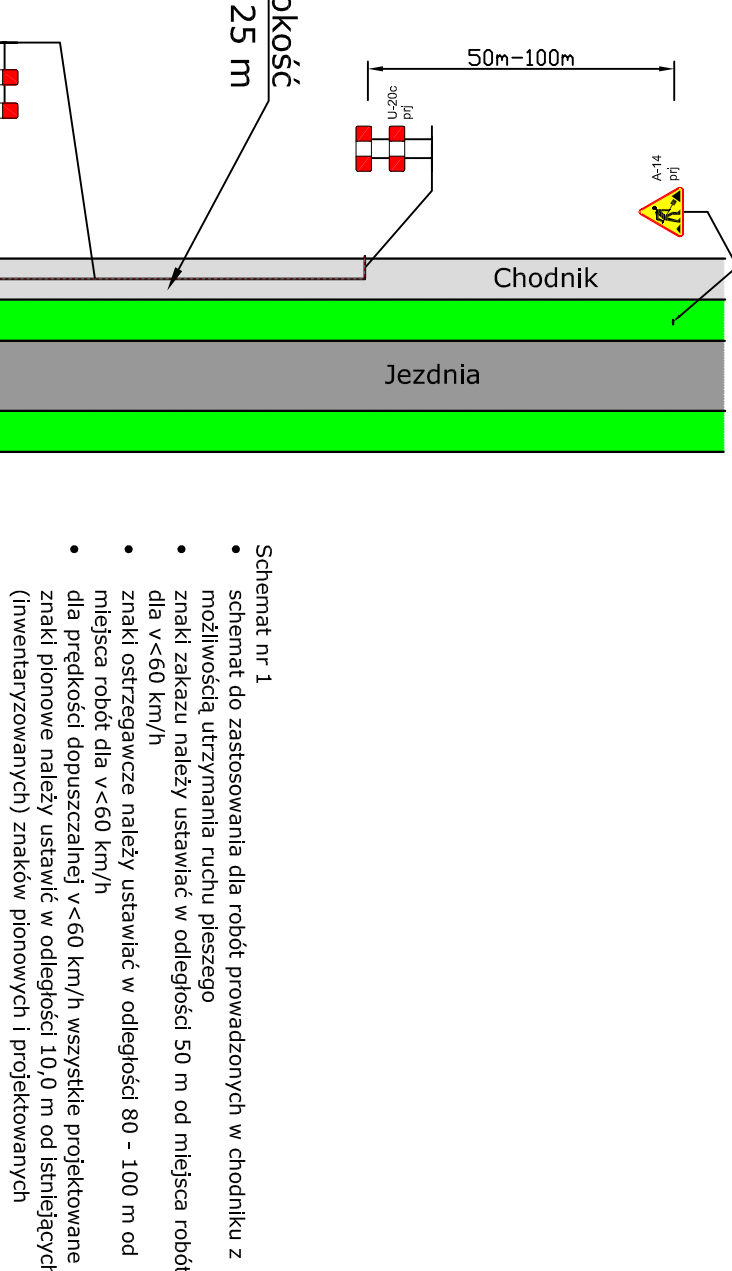 50m-100m
U-20c
prj
A-14
prj
25 m
Chodnik
Jezdnia
Schemat nr 1
• schemat do zastosowania dla robót prowadzonych w chodniku z
możliwością utrzymania ruchu pieszego
• znaki zakazu należy ustawiać w odległości 50 m od miejsca robót
dla v<60 km/h
• znaki ostrzegawcze należy ustawiać w odległości 80 - 100 m od
miejsca robót dla v<60 km/h
• dla prędkości dopuszczalnej v<60 km/h wszystkie projektowane
znaki pionowe należy ustawić w odległości 10,0 m od istniejących
(inwentaryzowanych) znaków pionowych i projektowanych